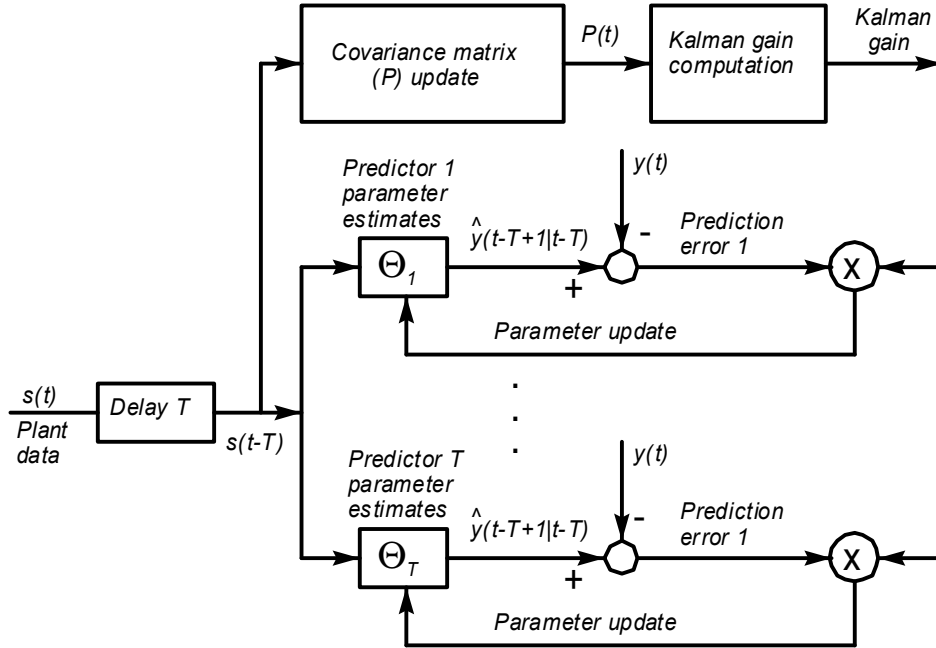 Covariance matrix
(P) update
P(t)
Kalman gain
computation
Kalman
gain
Predictor 1
parameter
estimates
Θ1
ŷ(t-T+1|t-T)
+
-
y(t)
Prediction
error 1
X
Parameter update
s(t)
Plant
data
Delay T
s(t-T)
.
.
.
Predictor T
parameter
estimates
ΘT
ŷ(t-T+1|t-T)
+
-
y(t)
Prediction
error 1
X
Parameter update